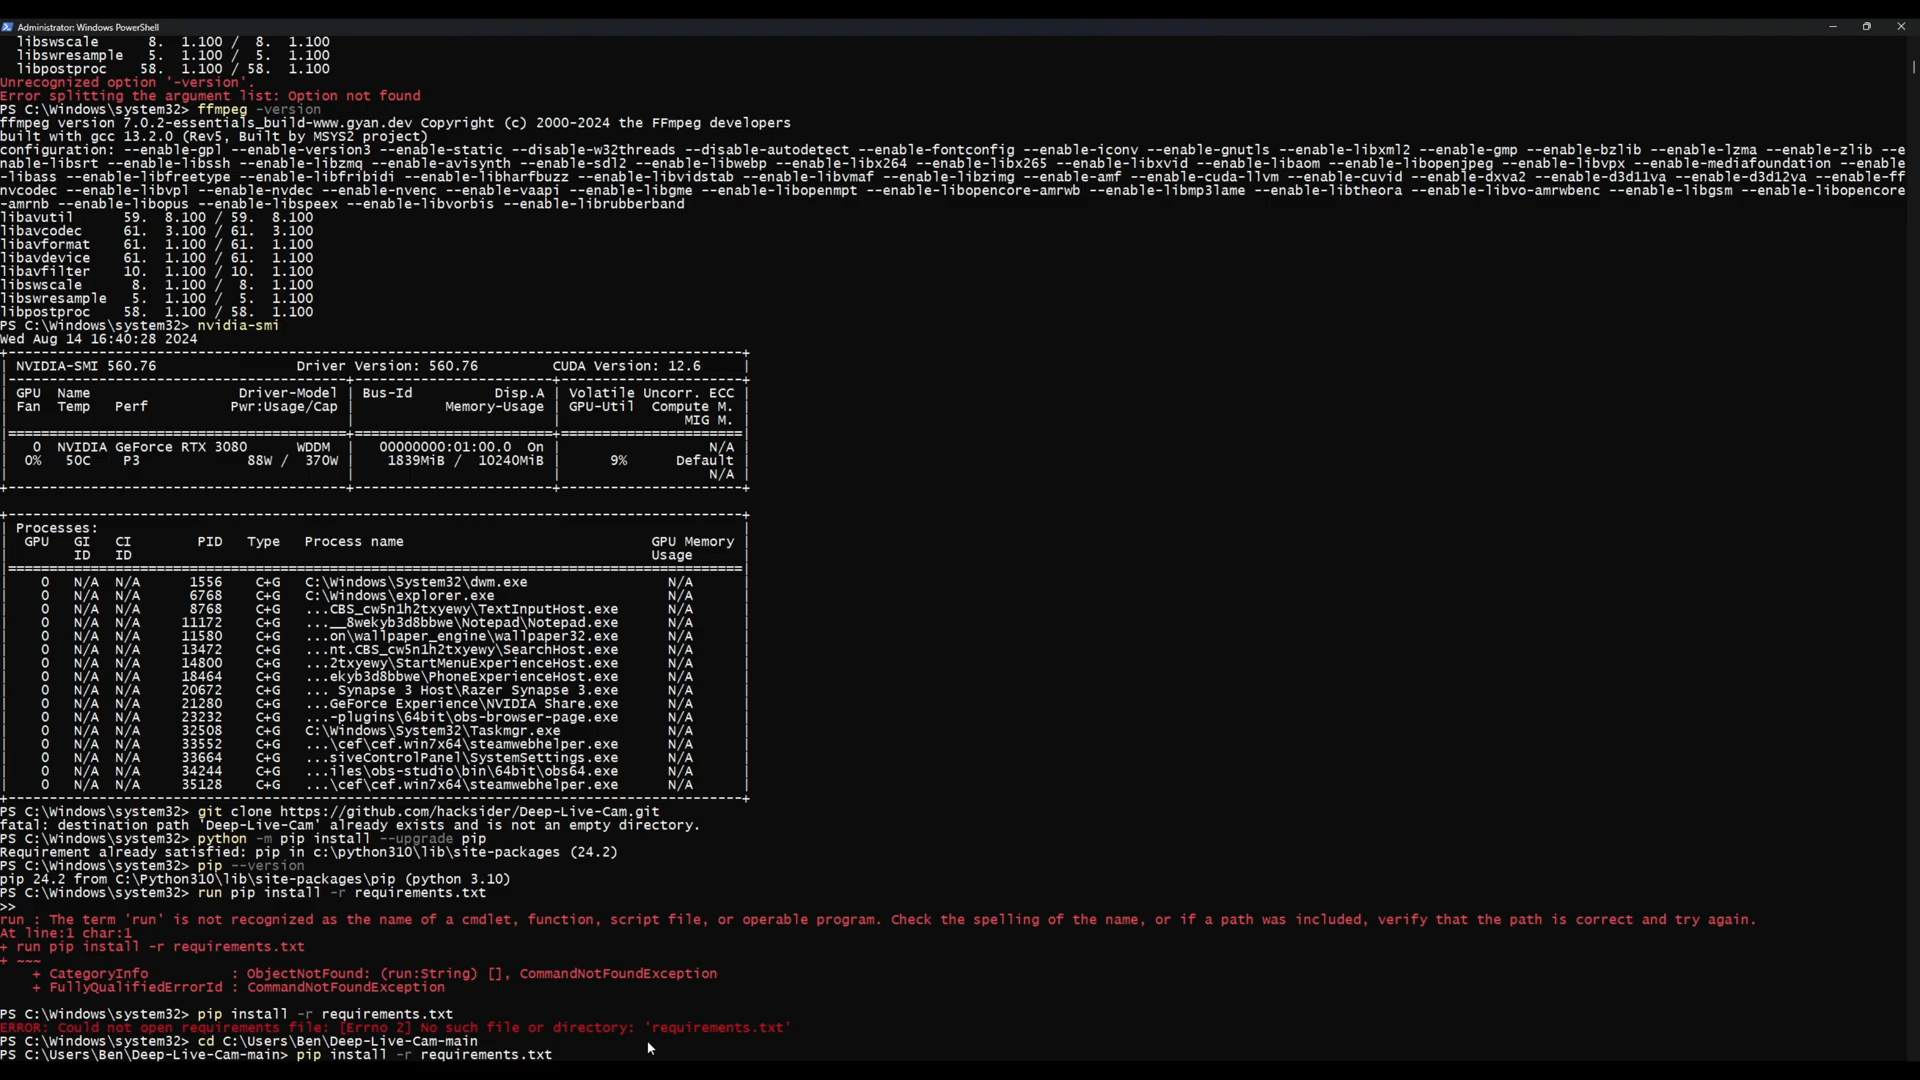 Administrator: Windows PowerShell
libswscale 8. 1.100 / 8. 1.100
libswresample 5. 1.100 / 5. 1.100
libpostproc 58. 1.100 / 58. 1.100
Unrecognized option '-version'.
Error splitting the argument list: Option not found
PS C:\Windows\system32> ffmpeg -version
ffmpeg version 7.0.2-essentials_build-www.gyan.dev Copyright (c) 2000-2024 the FFmpeg developers
built with gcc 13.2.0 (Rev5, Built by MSYS2 project)
configuration: --enable-gpl --enable-version3 --enable-static --disable-w32threads --disable-autodetect --enable-fontconfig --enable-iconv --enable-gnutls --enable-libxml2 --enable-gmp --enable-bzlib --enable-lzma --enable-zlib --e
nable-libsrt --enable-libssh --enable-libzmq --enable-avisynth --enable-sdl2 --enable-libwebp --enable-libx264 --enable-libx265 --enable-libxvid --enable-libaom --enable-libopenjpeg --enable-libvpx --enable-mediafoundation --enable
-libass --enable-libfreetype --enable-libfribidi --enable-libharfbuzz --enable-libvidstab --enable-libvmaf --enable-libzimg --enable-amf --enable-cuda-llvm --enable-cuvid --enable-dxva2 --enable-d3d11va --enable-d3d12va --enable-ff
nvcodec --enable-libvpl --enable-nvdec --enable-nvenc --enable-vaapi --enable-libgme --enable-libopenmpt --enable-libopencore-amrwb --enable-libmp3lame --enable-libtheora --enable-libvo-amrwbenc --enable-libgsm --enable-libopencore
-amrnb --enable-libopus --enable-libspeex --enable-libvorbis --enable-librubberband
libavutil 59. 8.100 / 59. 8.100
libavcodec 61. 3.100 / 61. 3.100
libavformat 61. 1.100 / 61. 1.100
libavdevice 61. 1.100 / 61. 1.100
libavfilter 10. 1.100 / 10. 1.100
libswscale 8. 1.100 / 8. 1.100
libswresample 5. 1.100 / 5. 1.100
libpostproc 58. 1.100 / 58. 1.100
PS C:\Windows\system32> nvidia-smi
Wed Aug 14 16:40:28 2024
NVIDIA-SMI 560.76 Driver Version: 560.76 CUDA Version: 12.6
GPU Name Driver-Model | Bus-Id Disp.A | Volatile Uncorr. ECC
Fan Temp Perf Pwr:Usage/Cap | Memory-Usage | GPU-Util Compute M.
MIG M.
0 NVIDIA GeForce RTX 3080 WDDM | 00000000:01:00.0 On | N/A
0% 50C P3 88W / 370W | 1839MiB / 10240MiB | 9% Default
N/A
Processes:
GPU GI CI PID Type Process name GPU Memory
ID ID Usage
0 N/A N/A 1556 C+G C:\Windows\System32\dwm.exe N/A
0 N/A N/A 6768 C+G C:\Windows\explorer.exe N/A
0 N/A N/A 8768 C+G ...CBS_cw5n1h2txyewy\TextInputHost.exe N/A
0 N/A N/A 11172 C+G ...__8wekyb3d8bbwe\Notepad\Notepad.exe N/A
0 N/A N/A 11580 C+G ...on\wallpaper_engine\wallpaper32.exe N/A
0 N/A N/A 13472 C+G ...nt.CBS_cw5n1h2txyewy\SearchHost.exe N/A
0 N/A N/A 14800 C+G ...2txyewy\StartMenuExperienceHost.exe N/A
0 N/A N/A 18464 C+G ...ekyb3d8bbwe\PhoneExperienceHost.exe N/A
0 N/A N/A 20672 C+G ... Synapse 3 Host\Razer Synapse 3.exe N/A
0 N/A N/A 21280 C+G ...GeForce Experience\NVIDIA Share.exe N/A
0 N/A N/A 23232 C+G ...-plugins\64bit\obs-browser-page.exe N/A
0 N/A N/A 32508 C+G C:\Windows\System32\Taskmgr.exe N/A
0 N/A N/A 33552 C+G ...\cef\cef.win7x64\steamwebhelper.exe N/A
0 N/A N/A 33664 C+G ...siveControlPanel\SystemSettings.exe N/A
0 N/A N/A 34244 C+G ...iles\obs-studio\bin\64bit\obs64.exe N/A
0 N/A N/A 35128 C+G ...\cef\cef.win7x64\steamwebhelper.exe N/A
PS C:\Windows\system32> git clone https://github.com/hacksider/Deep-Live-Cam.git
fatal: destination path 'Deep-Live-Cam' already exists and is not an empty directory.
PS C:\Windows\system32> python -m pip install --upgrade pip
Requirement already satisfied: pip in c:\python310\lib\site-packages (24.2)
PS C:\Windows\system32> pip --version
pip 24.2 from C:\Python310\lib\site-packages\pip (python 3.10)
PS C:\Windows\system32> run pip install -r requirements.txt
>>
run : The term 'run' is not recognized as the name of a cmdlet, function, script file, or operable program. Check the spelling of the name, or if a path was included, verify that the path is correct and try again.
At line:1 char:1
+ run pip install -r requirements.txt
+ ~~~
+ CategoryInfo : ObjectNotFound: (run:String) [], CommandNotFoundException
+ FullyQualifiedErrorId : CommandNotFoundException
PS C:\Windows\system32> pip install -r requirements.txt
ERROR: Could not open requirements file: [Errno 2] No such file or directory: 'requirements.txt'
PS C:\Windows\system32> cd C:\Users\Ben\Deep-Live-Cam-main
PS C:\Users\Ben\Deep-Live-Cam-main> pip install -r requirements.txt